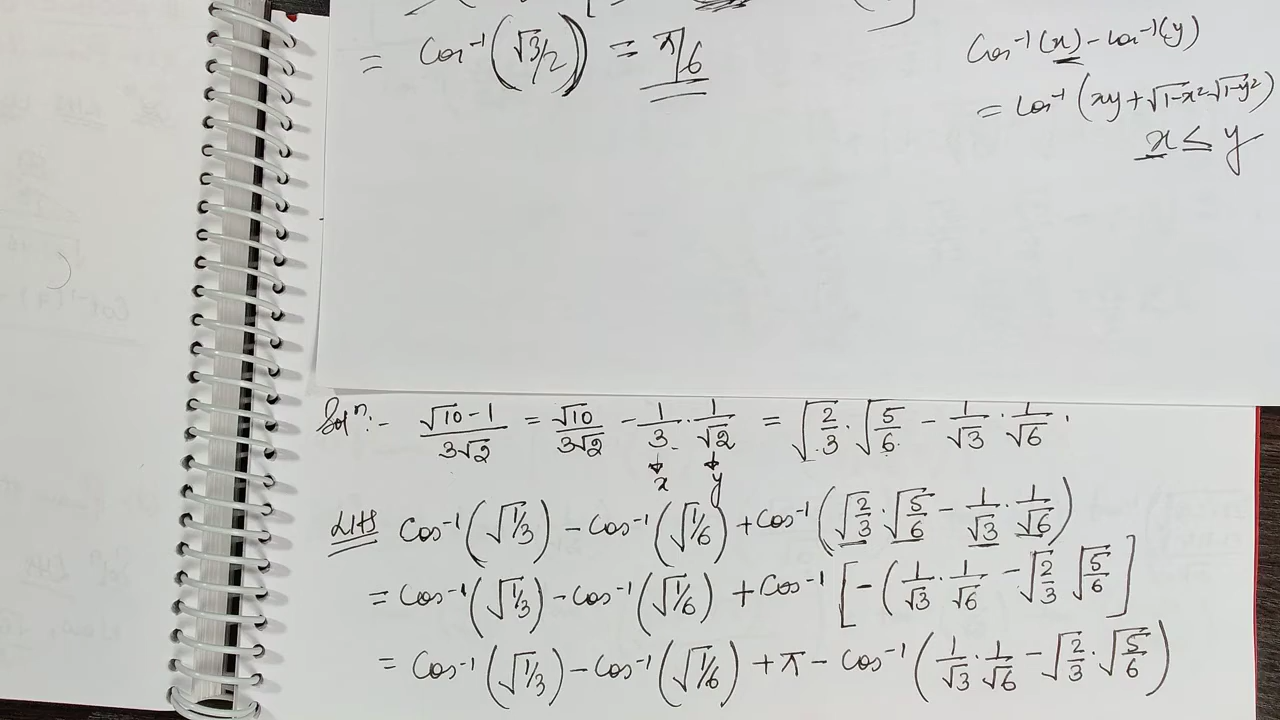 = Cos⁻¹(√3/2) = π/6
Cos⁻¹(x) - Cos⁻¹(y)
= Cos⁻¹(xy + √1-x² √1-y²)
x ≤ y
Solⁿ:- √10 - 1 / 3√2 = √10 / 3√2 - 1/3 · 1/√2 = √2/3 · √5/6 - 1/√3 · 1/√6 .
x y
LHS Cos⁻¹(√1/3) - Cos⁻¹(√1/6) + Cos⁻¹(√2/3 · √5/6 - 1/√3 · 1/√6)
= Cos⁻¹(√1/3) - Cos⁻¹(√1/6) + Cos⁻¹[-(1/√3 · 1/√6 - √2/3 √5/6]
= Cos⁻¹(√1/3) - Cos⁻¹(√1/6) + π - Cos⁻¹(1/√3 · 1/√6 - √2/3 · √5/6)